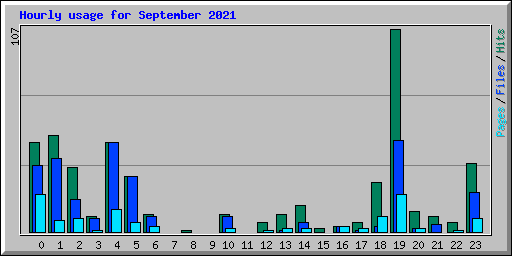 Hourly usage for September 2021
107
Pages/Files/Hits
0 1 2 3 4 5 6 7 8 9 10 11 12 13 14 15 16 17 18 19 20 21 22 23